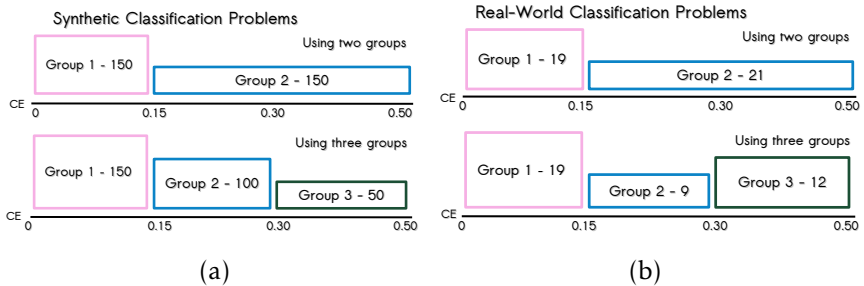 Synthetic Classification Problems
Using two groups
Group 1 - 150
Group 2 - 150
CE
0 0.15 0.30 0.50
Using three groups
Group 1 - 150
Group 2 - 100
Group 3 - 50
CE
0 0.15 0.30 0.50
(a)
Real-World Classification Problems
Using two groups
Group 1 - 19
Group 2 - 21
CE
0 0.15 0.30 0.50
Using three groups
Group 1 - 19
Group 2 - 9
Group 3 - 12
CE
0 0.15 0.30 0.50
(b)